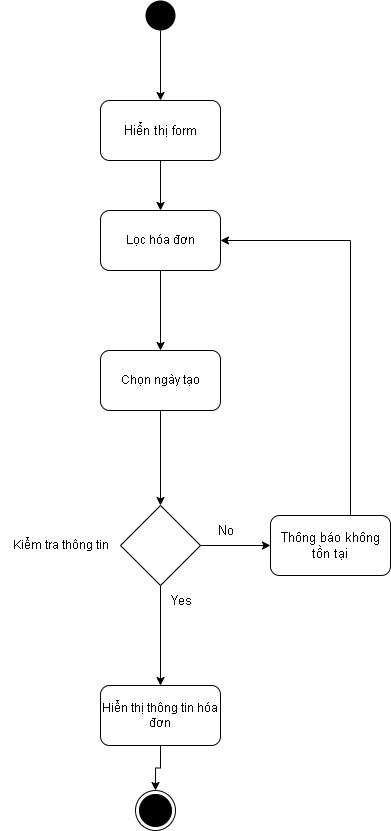 Hiển thị form
Lọc hóa đơn
Chọn ngày tạo
Kiểm tra thông tin
No
Thông báo không
tồn tại
Yes
Hiển thị thông tin hóa
đơn